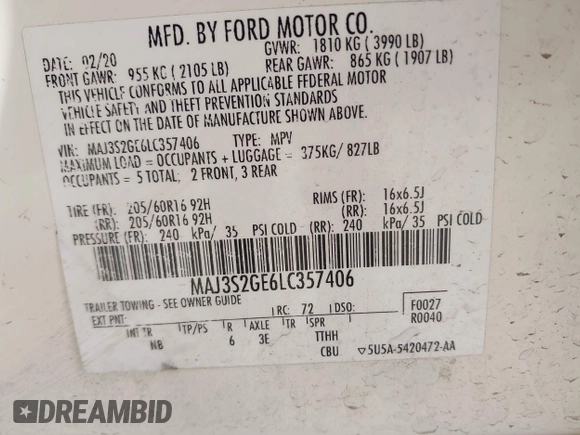 MFD. BY FORD MOTOR CO.
DATE: 02/20 GVWR: 1810 KG ( 3990 LB)
FRONT GAWR: 955 KG ( 2105 LB) REAR GAWR: 865 KG ( 1907 LB)
THIS VEHICLE CONFORMS TO ALL APPLICABLE FEDERAL MOTOR
VEHICLE SAFETY AND THEFT PREVENTION STANDARDS
IN EFFECT ON THE DATE OF MANUFACTURE SHOWN ABOVE.
VIN: MAJ3S2GE6LC357406 TYPE: MPV
MAXIMUM LOAD = OCCUPANTS + LUGGAGE = 375KG/ 827LB
OCCUPANTS = 5 TOTAL; 2 FRONT, 3 REAR
TIRE (FR): 205/60R16 92H RIMS (FR): 16x6.5J
(RR): 205/60R16 92H (RR): 16x6.5J
PRESSURE (FR): 240 kPa/ 35 PSI COLD (RR): 240 kPa/ 35 PSI COLD
MAJ3S2GE6LC357406
TRAILER TOWING - SEE OWNER GUIDE
EXT PNT: RC: 72 DSO: F0027
R0040
INT TR TP/PS R AXLE TR SPR TTHH
NB 6 3E CBU 5U5A-5420472-AA
DREAMBID